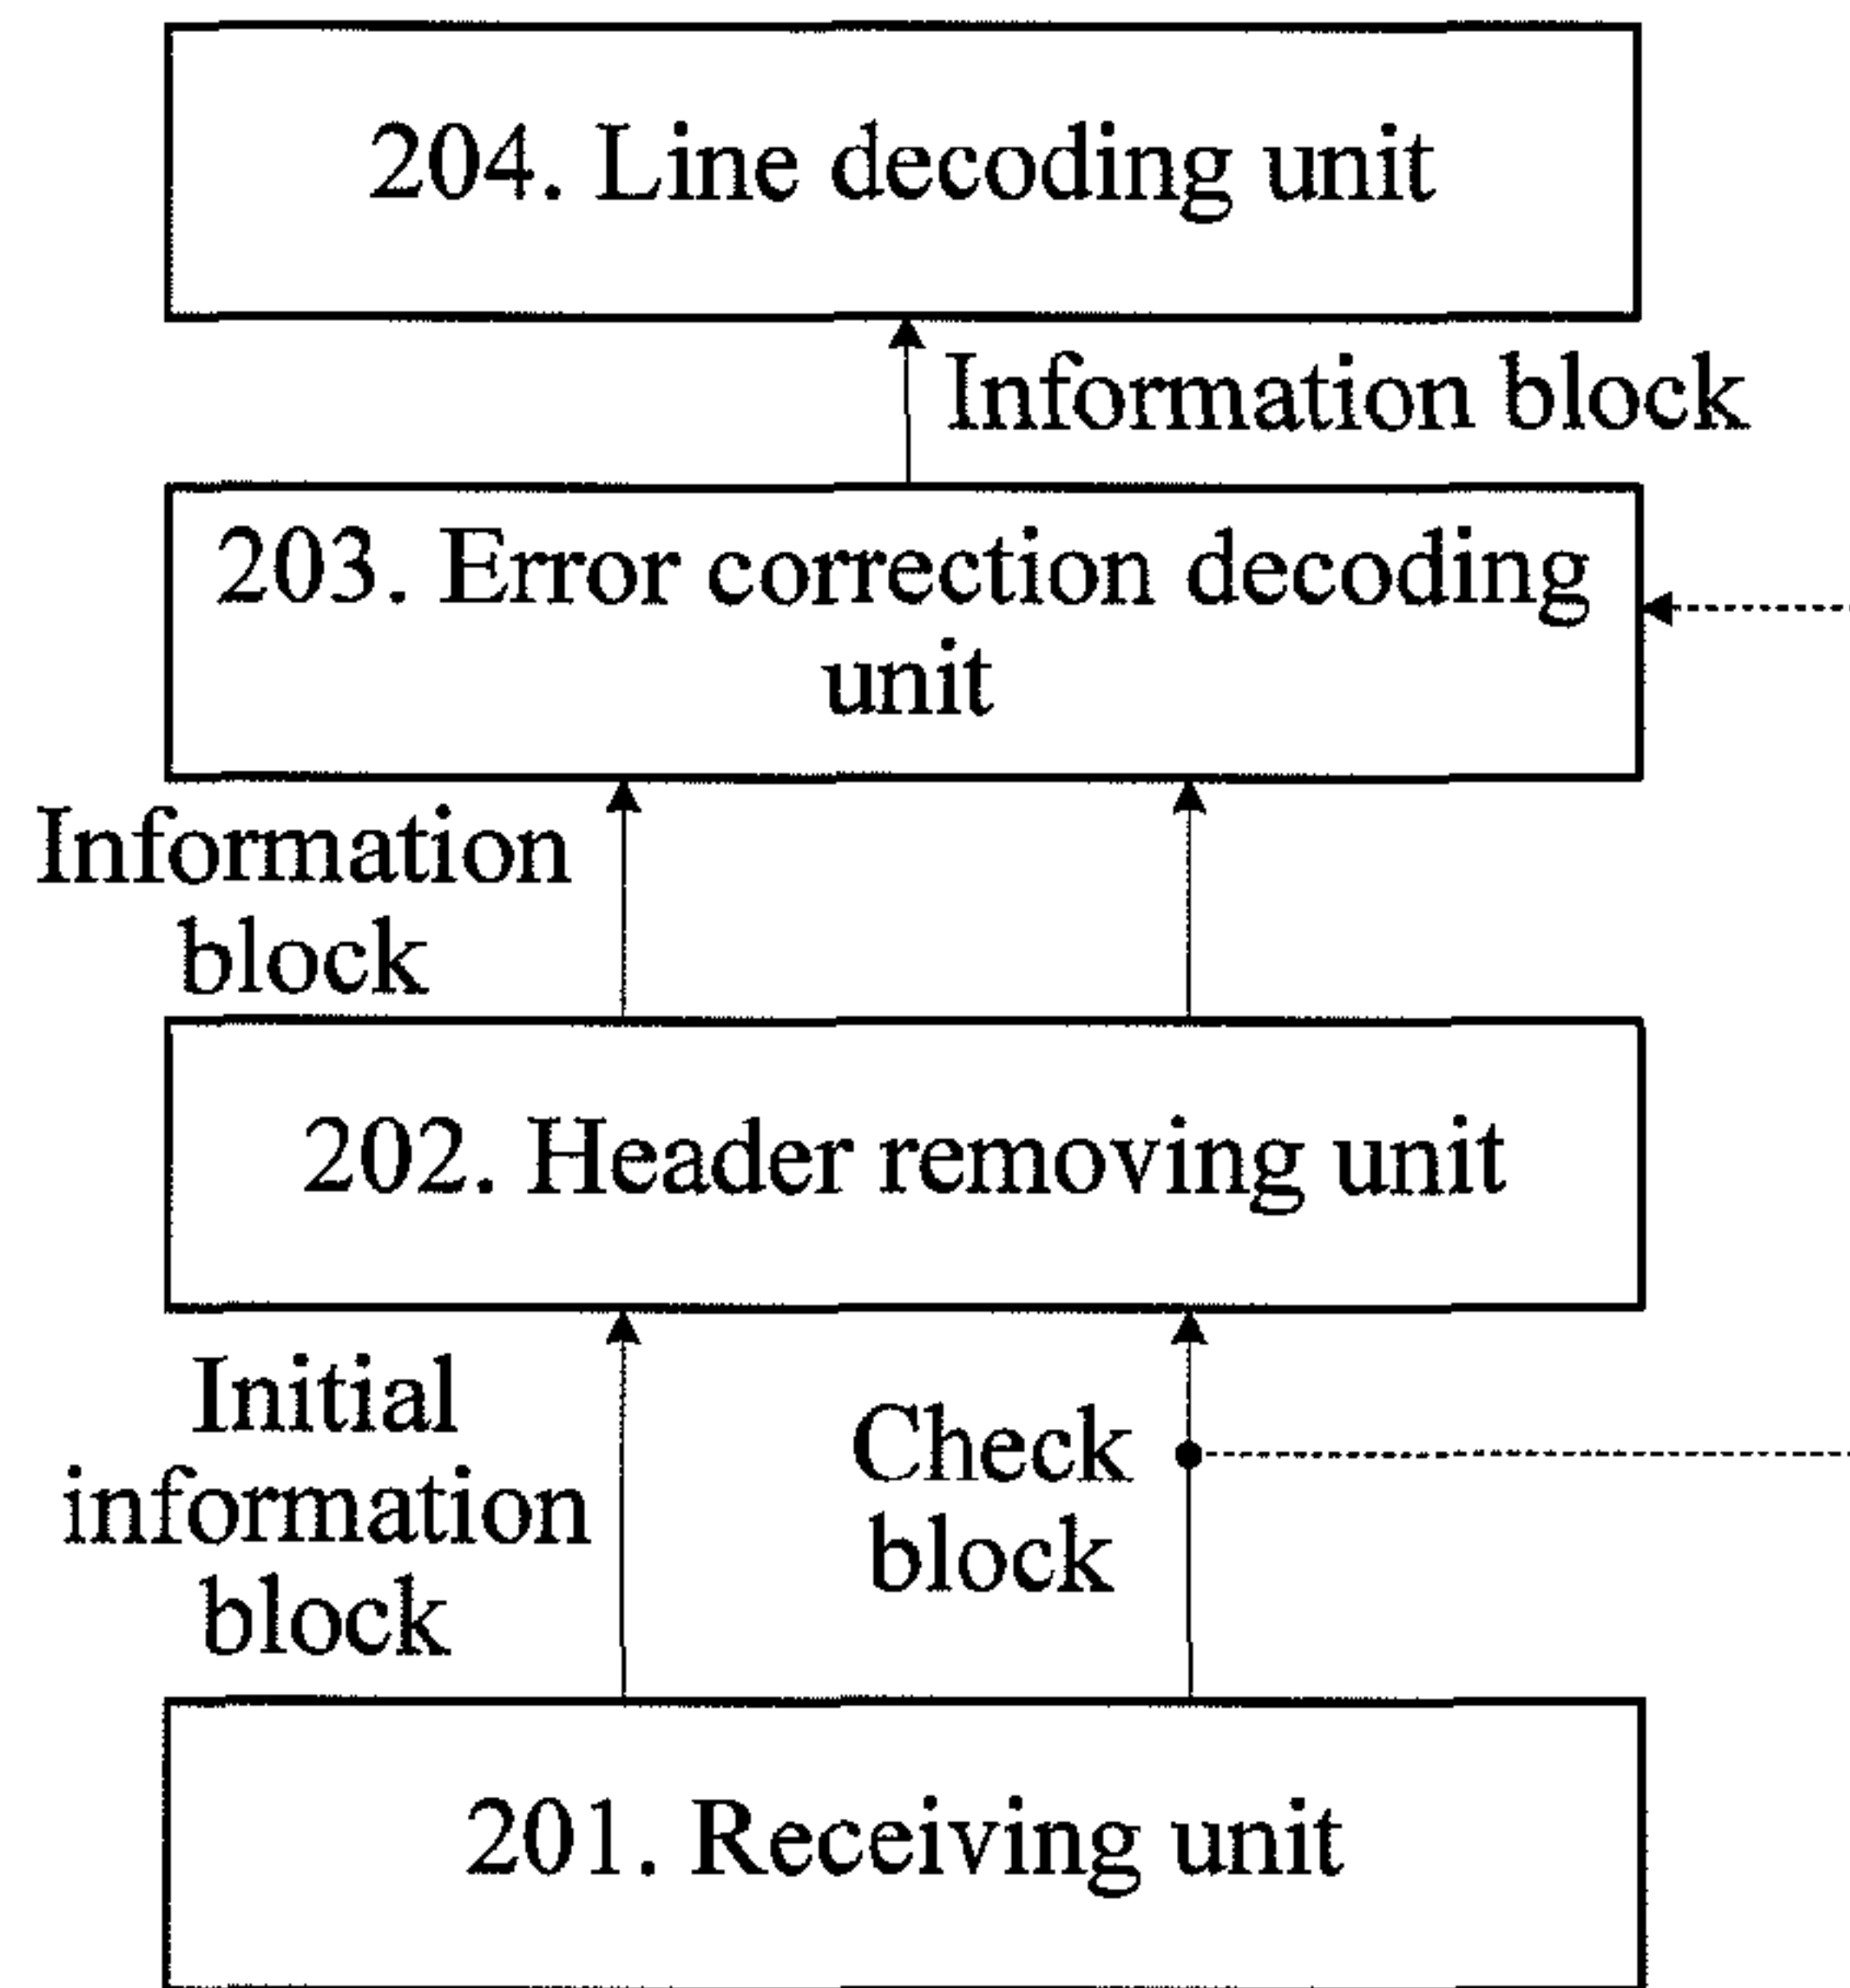 204. Line decoding unit
Information block
203. Error correction decoding
unit
Information
block
202. Header removing unit
Initial
information
block
Check
block
201. Receiving unit